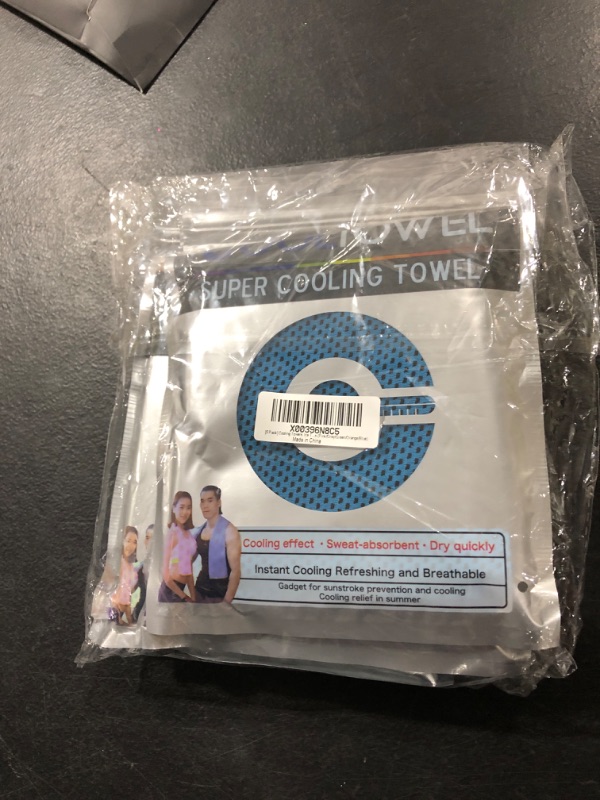 TOWEL
SUPER COOLING TOWEL
X00396N8C5
Made in China
Cooling effect · Sweat-absorbent · Dry quickly
Instant Cooling Refreshing and Breathable
Gadget for sunstroke prevention and cooling
Cooling relief in summer